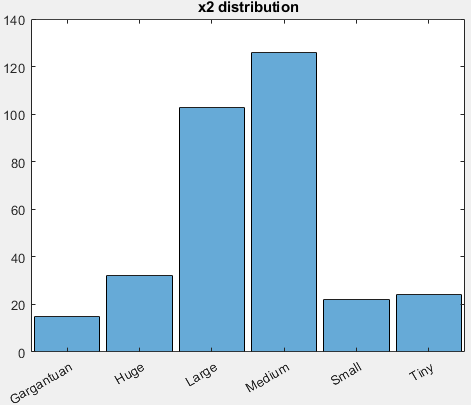 x2 distribution
140
120
100
80
60
40
20
0
Gargantuan
Huge
Large
Medium
Small
Tiny